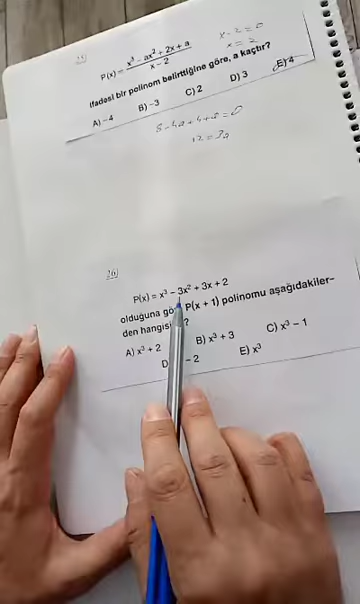 x - 2 = 0
x = 2
P(x) = x³ - ax² + 2x + a
x - 2
ifadesi bir polinom belirttiğine göre, a kaçtır?
A) -4 B) -3 C) 2 D) 3 E) 4
8 - 4a + 4 + a = 0
12 = 3a
26)
P(x) = x³ - 3x² + 3x + 2
olduğuna gö P(x + 1) polinomu aşağıdakiler-
den hangisi ?
A) x³ + 2 B) x³ + 3 C) x³ - 1
D - 2 E) x³